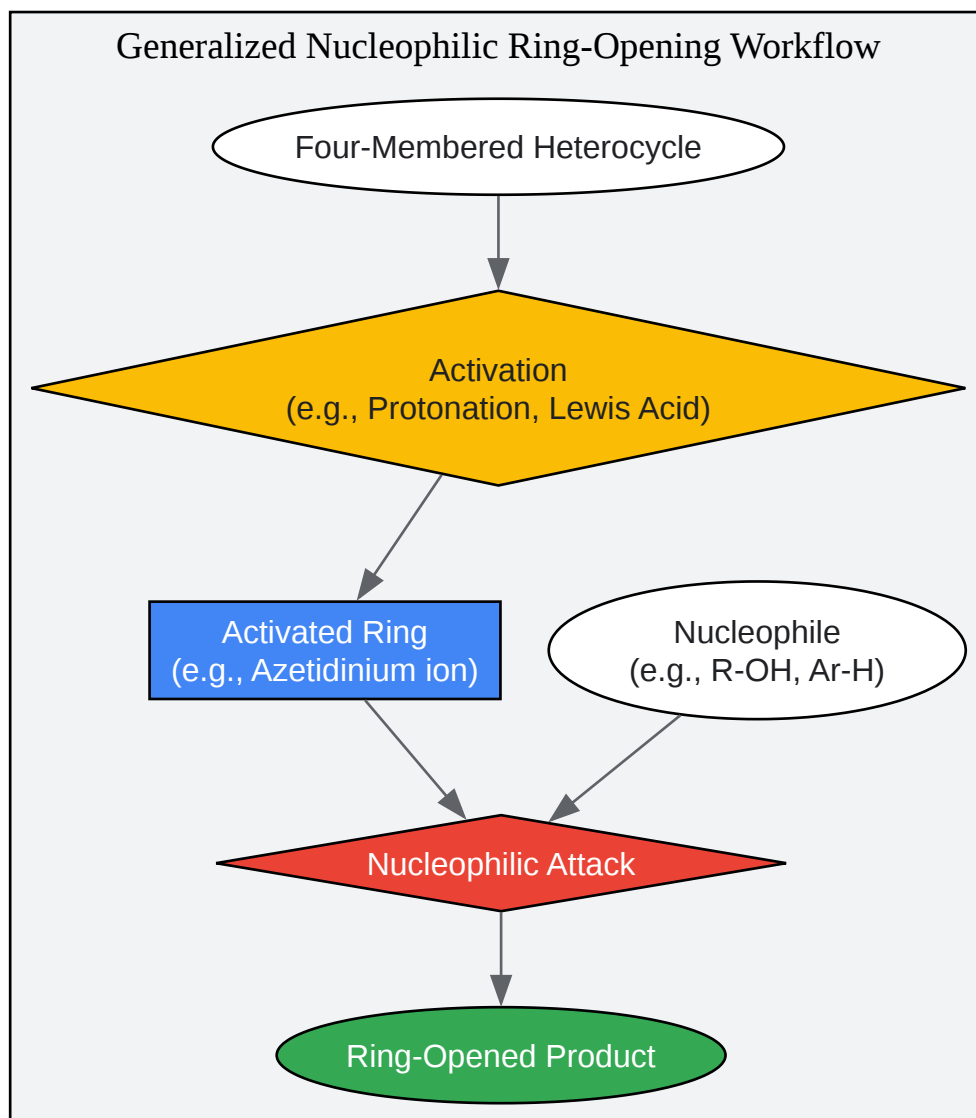 Generalized Nucleophilic Ring-Opening Workflow
Four-Membered Heterocycle
Activation
(e.g., Protonation, Lewis Acid)
Activated Ring
(e.g., Azetidinium ion)
Nucleophile
(e.g., R-OH, Ar-H)
Nucleophilic Attack
Ring-Opened Product